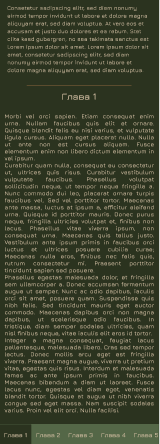 Consetetur sadipscing elitr, sed diam nonumy
eirmod tempor invidunt ut labore et dolore magna
aliquyam erat, sed diam voluptua. At vero eos et
accusam et justo duo dolores et ea rebum. Stet
clita kasd gubergren, no sea takimata sanctus est
Lorem ipsum dolor sit amet. Lorem ipsum dolor sit
amet, consetetur sadipscing elitr, sed diam
nonumy eirmod tempor invidunt ut labore et
dolore magna aliquyam erat, sed diam voluptua.
Глава 1
Morbi vel orci sapien. Etiam consequat enim
urna. Nullam faucibus quis elit at ornare.
Quisque blandit felis eu nisl varius, et vulputate
ligula cursus. Aliquam eget placerat nulla. Nulla
ut ante non est cursus aliquam. Fusce
elementum enim non libero dictum elementum in
vel ipsum.
Curabitur quam nulla, consequat eu consectetur
ut, ultrices quis risus. Curabitur vestibulum
vulputate faucibus. Phasellus volutpat
sollicitudin neque, ut tempor neque fringilla a.
Nunc commodo dui leo, placerat ornare turpis
faucibus vel. Sed vel porttitor tortor. Maecenas
ante massa, luctus at ipsum a, efficitur eleifend
urna. Quisque id porttitor mauris. Donec purus
neque, fringilla ultricies volutpat et, finibus non
lacus. Phasellus vitae viverra ipsum, non
consequat urna. Maecenas quis tellus justo.
Vestibulum ante ipsum primis in faucibus orci
luctus et ultrices posuere cubilia curae;
Maecenas nulla eros, finibus nec felis quis,
rutrum consectetur mi. Praesent porttitor
tincidunt sapien sed posuere.
Phasellus egestas malesuada dolor, et fringilla
sem ullamcorper a. Donec accumsan fermentum
augue ut semper. Nunc ac odio dapibus, iaculis
orci sit amet, posuere quam. Suspendisse quis
nibh felis. Sed tincidunt mauris eget auctor
commodo. Maecenas dapibus orci non magna
dapibus, ut scelerisque odio faucibus. In
tristique, diam semper sodales ultricies, quam
nisl finibus neque, vitae iaculis elit eros id tortor.
Integer a magna consequat, feugiat lacus
pellentesque, malesuada libero. Cras sed tempor
tortor. Donec arcu eget est fringilla
viverra. Praesent magna augue, viverra ut pretium
vitae, egestas quis risus. Interdum et malesuada
fames ac ante ipsum primis in faucibus.
Maecenas bibendum a diem ut laoreet. Fusce
lacus nunc, egestas vel diam eget, venenatis
blandit tortor. Quisque et augue at nibh vulputate
congue sed eget massa. Nam suscipit sodales
varius. Proin vel elit orci. Nulla facilisi.
Глава 1 Глава 2 Глава 3 Глава 4